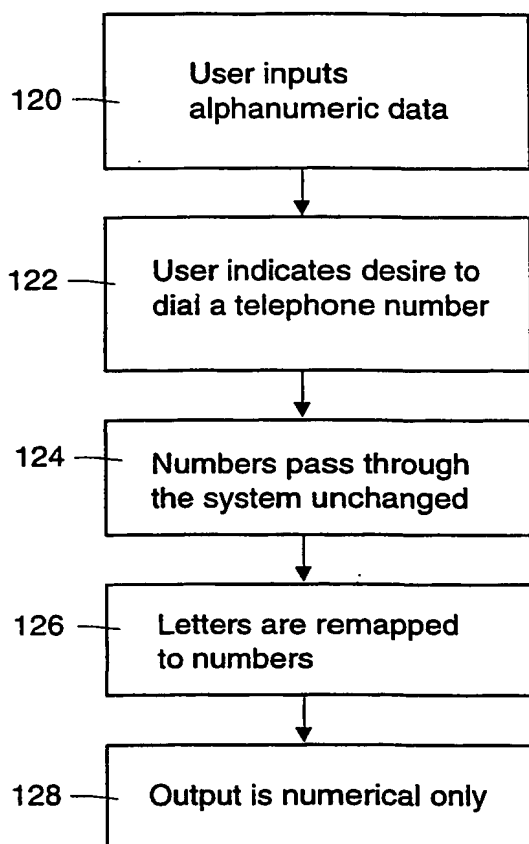 120
User inputs
alphanumeric data
122
User indicates desire to
dial a telephone number
124
Numbers pass through
the system unchanged
126
Letters are remapped
to numbers
128
Output is numerical only